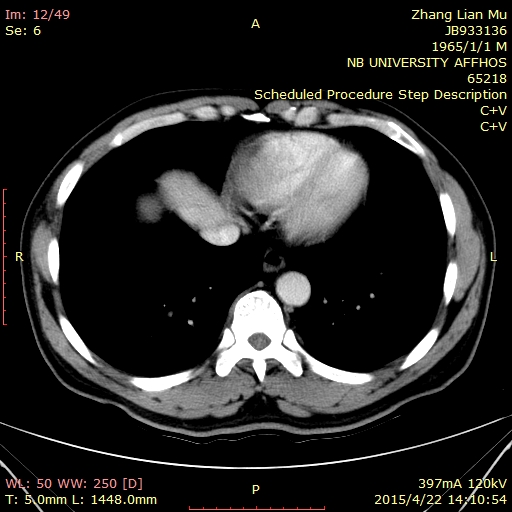 Im: 12/49
Se: 6
A
Zhang Lian Mu
JB933136
1965/1/1 M
NB UNIVERSITY AFFHOS
65218
Scheduled Procedure Step Description
C+V
C+V
R
L
WL: 50 WW: 250 [D]
T: 5.0mm L: 1448.0mm
P
397mA 120kV
2015/4/22 14:10:54